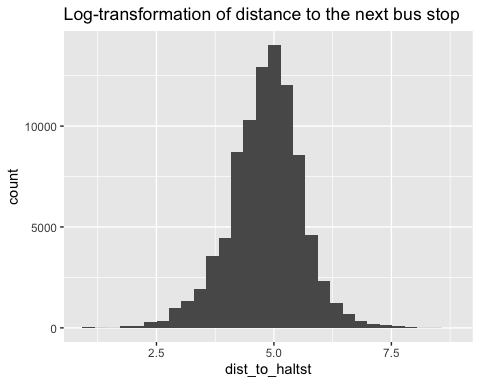 Log-transformation of distance to the next bus stop
count
10000
5000
0
2.5 5.0 7.5
dist_to_haltst